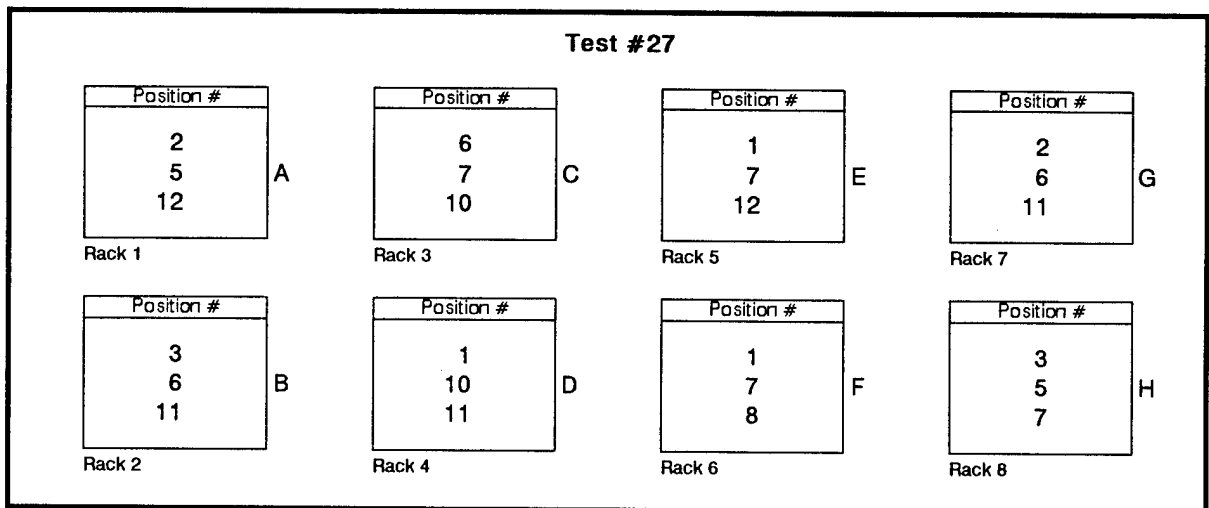 Test #27
Position #
2
5
12
A
Rack 1
Position #
6
7
10
C
Rack 3
Position #
1
7
12
E
Rack 5
Position #
2
6
11
G
Rack 7
Position #
3
6
11
B
Rack 2
Position #
1
10
11
D
Rack 4
Position #
1
7
8
F
Rack 6
Position #
3
5
7
H
Rack 8